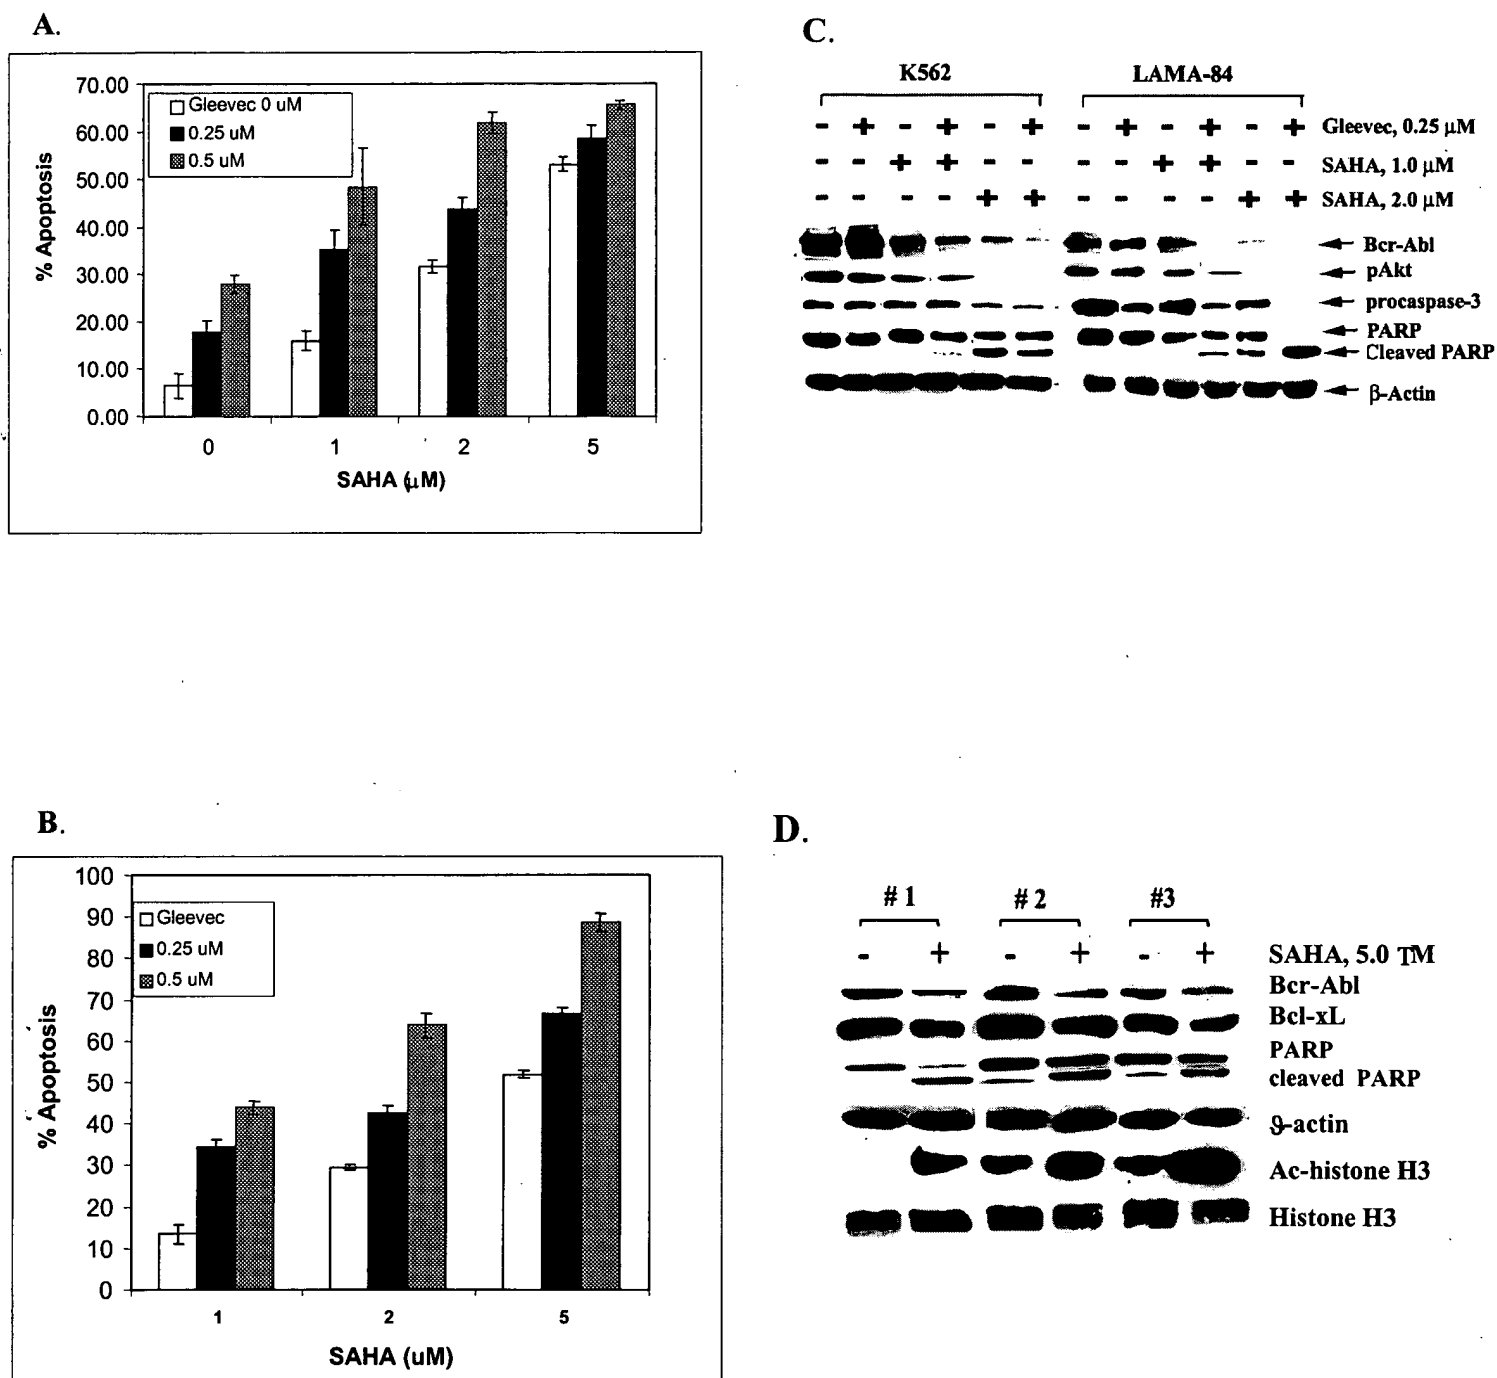 A.
70.00
60.00
50.00
40.00
30.00
20.00
10.00
0.00
% Apoptosis
Gleevec 0 uM
0.25 uM
0.5 uM
0 1 2 5
SAHA (μM)
C.
K562 LAMA-84
- + - + - + - + - + - + Gleevec, 0.25 μM
- - + + - - - - + + - - SAHA, 1.0 μM
- - - - + + - - - - + + SAHA, 2.0 μM
Bcr-Abl
pAkt
procaspase-3
PARP
Cleaved PARP
β-Actin
B.
100
90
80
70
60
50
40
30
20
10
0
% Apoptosis
Gleevec
0.25 uM
0.5 uM
1 2 5
SAHA (uM)
D.
# 1 # 2 #3
- + - + - + SAHA, 5.0 TM
Bcr-Abl
Bcl-xL
PARP
cleaved PARP
ϑ-actin
Ac-histone H3
Histone H3